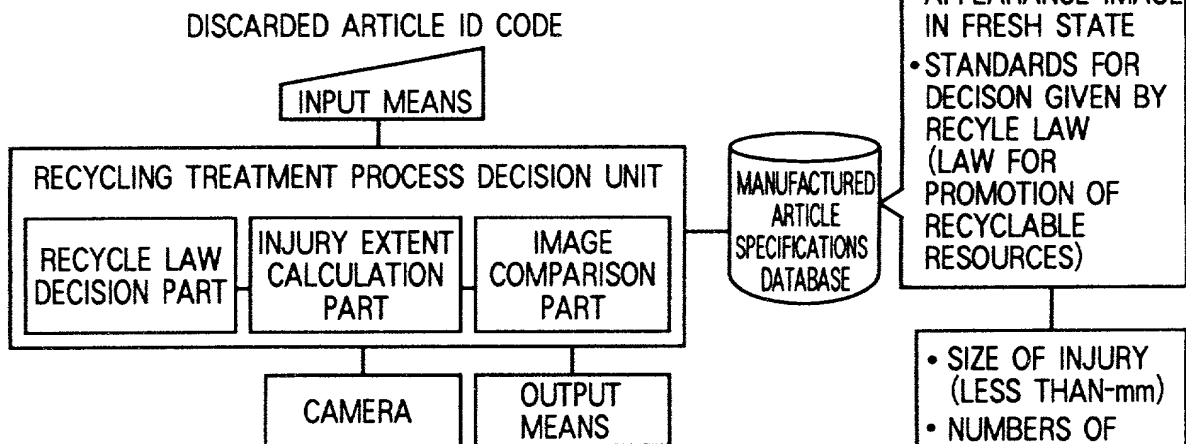 DISCARDED ARTICLE ID CODE
INPUT MEANS
RECYCLING TREATMENT PROCESS DECISION UNIT
RECYCLE LAW
DECISION PART
INJURY EXTENT
CALCULATION
PART
IMAGE
COMPARISON
PART
CAMERA
OUTPUT
MEANS
MANUFACTURED
ARTICLE
SPECIFICATIONS
DATABASE
APPEARANCE IMAGE
IN FRESH STATE
•STANDARDS FOR
DECISON GIVEN BY
RECYLE LAW
(LAW FOR
PROMOTION OF
RECYCLABLE
RESOURCES)
• SIZE OF INJURY
(LESS THAN-mm)
• NUMBERS OF